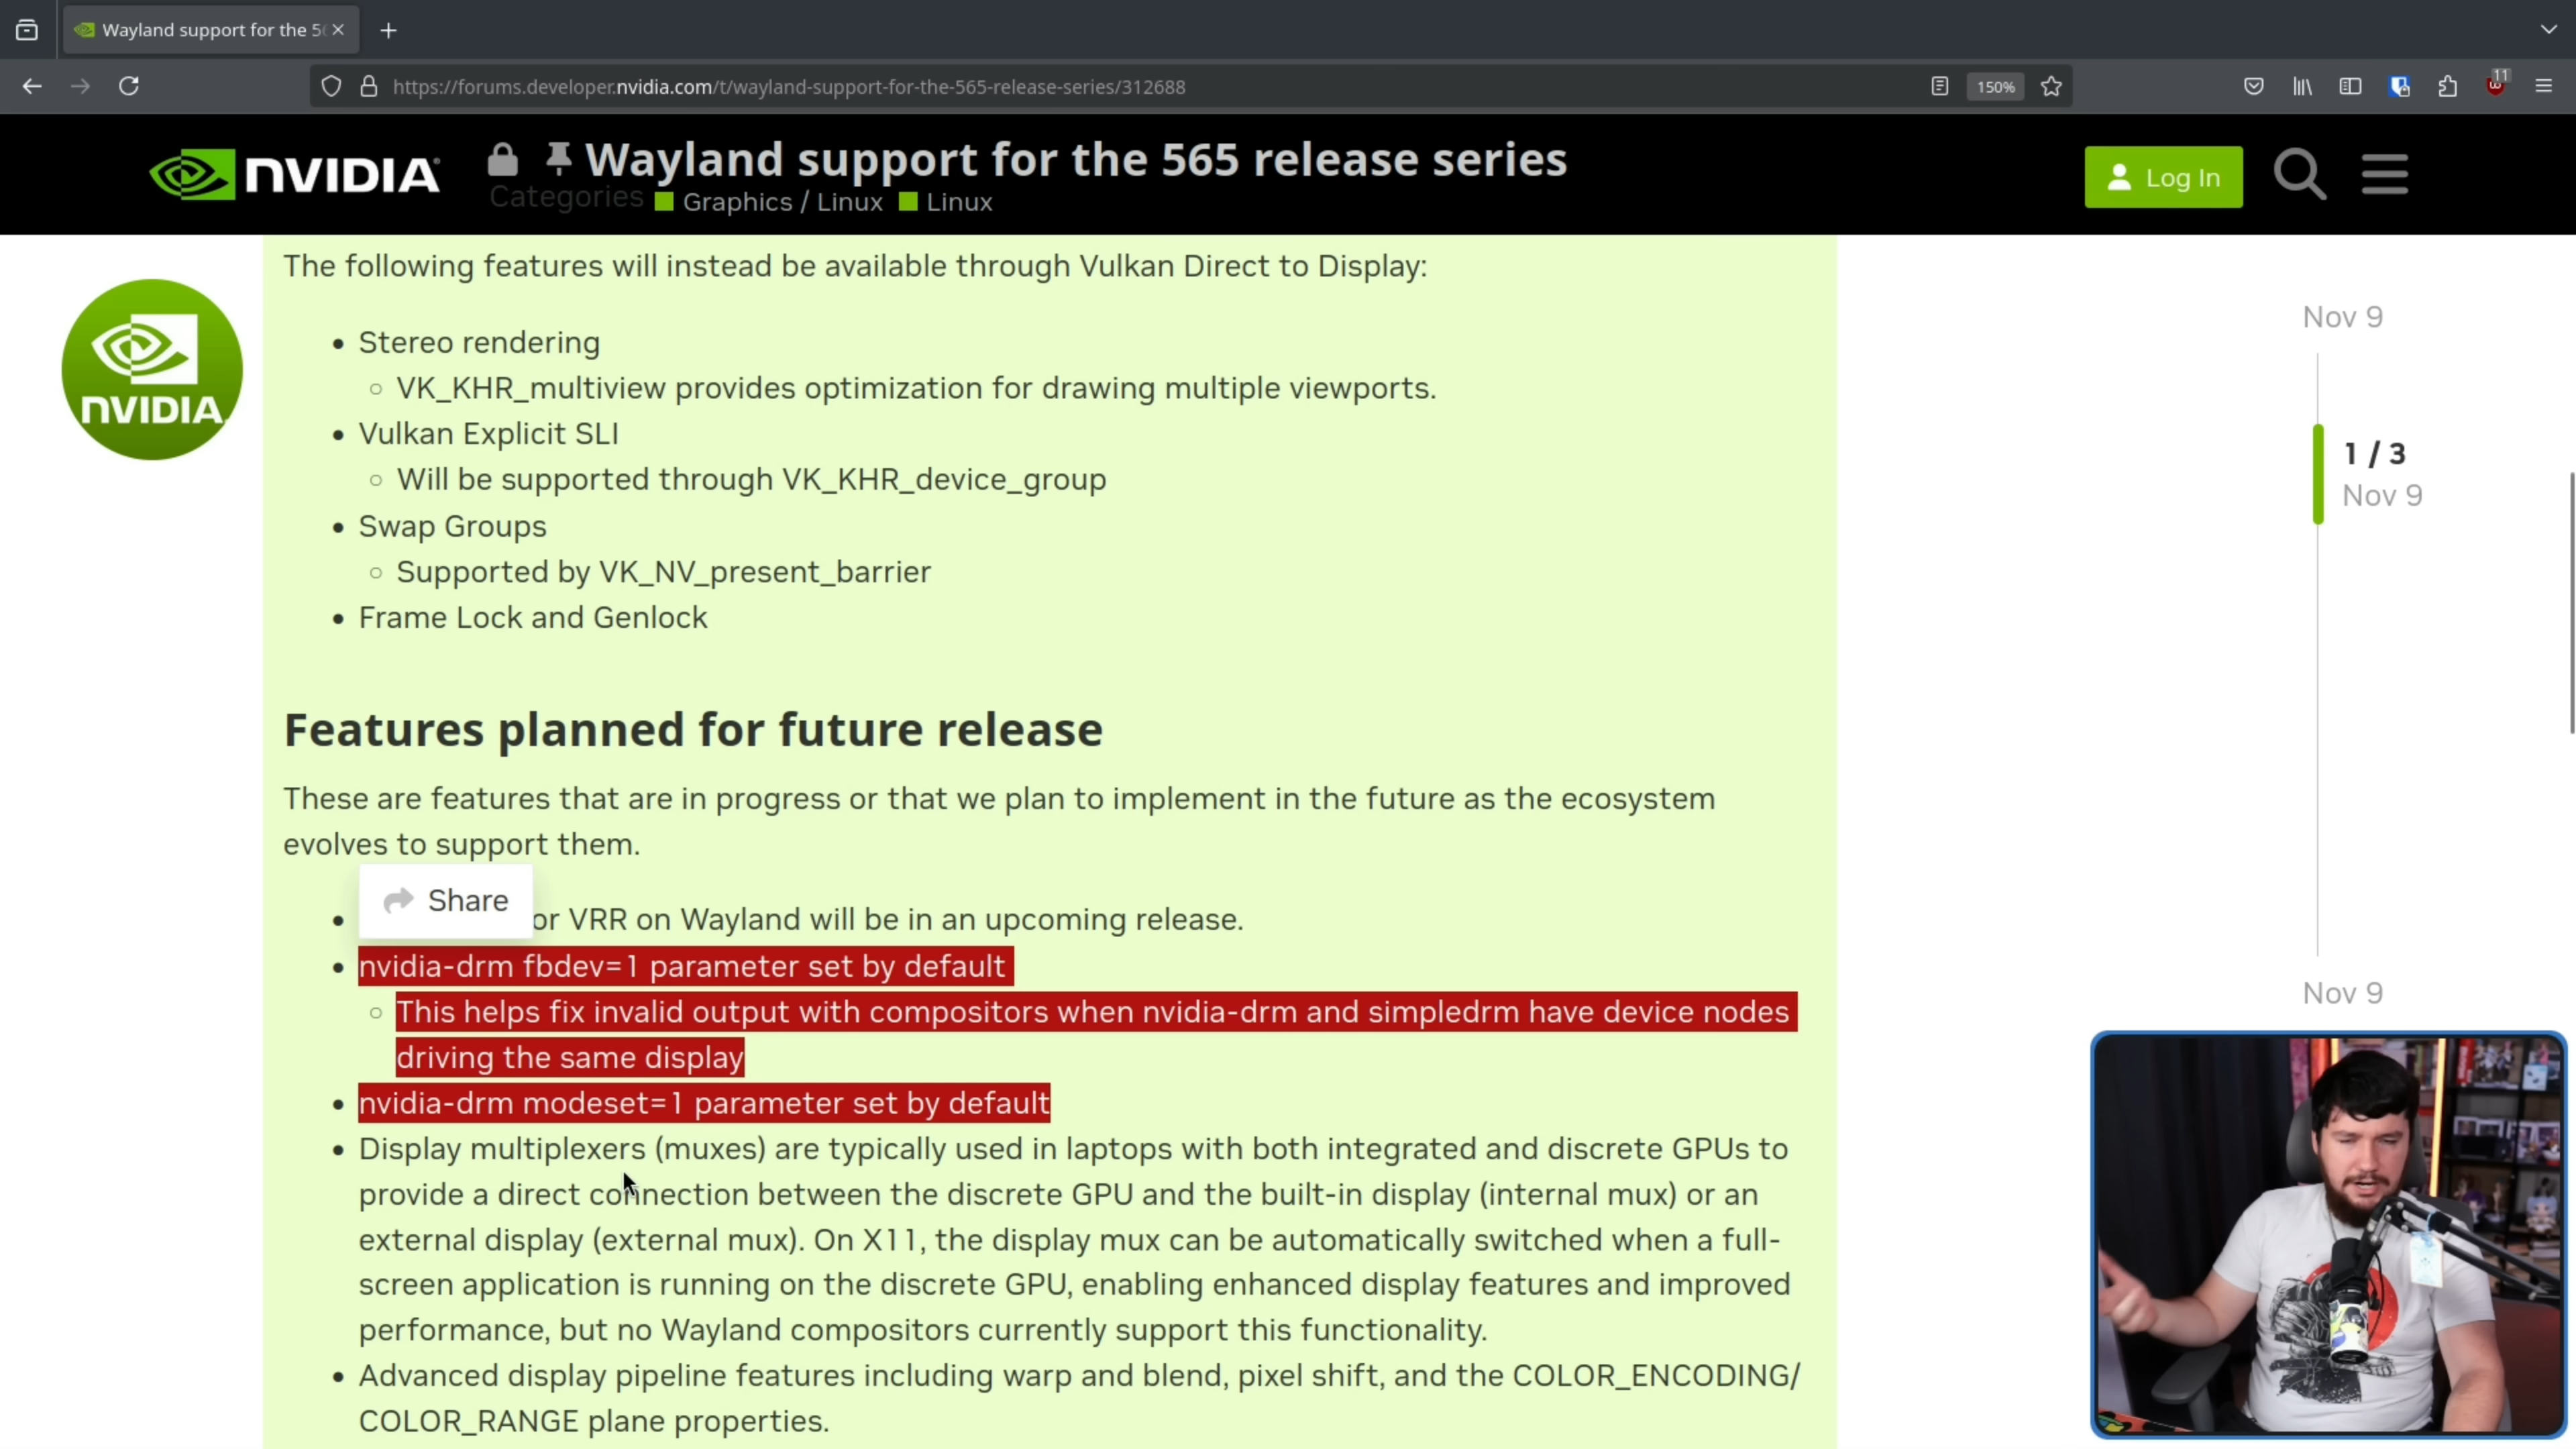 Wayland support for the 5
https://forums.developer.nvidia.com/t/wayland-support-for-the-565-release-series/312688
150%
11
NVIDIA
Wayland support for the 565 release series
Categories Graphics / Linux Linux
Log In
The following features will instead be available through Vulkan Direct to Display:
NVIDIA
• Stereo rendering
○ VK_KHR_multiview provides optimization for drawing multiple viewports.
• Vulkan Explicit SLI
○ Will be supported through VK_KHR_device_group
• Swap Groups
○ Supported by VK_NV_present_barrier
• Frame Lock and Genlock
Features planned for future release
These are features that are in progress or that we plan to implement in the future as the ecosystem
evolves to support them.
Share
• or VRR on Wayland will be in an upcoming release.
• nvidia-drm fbdev=1 parameter set by default
○ This helps fix invalid output with compositors when nvidia-drm and simpledrm have device nodes
driving the same display
• nvidia-drm modeset=1 parameter set by default
• Display multiplexers (muxes) are typically used in laptops with both integrated and discrete GPUs to
provide a direct connection between the discrete GPU and the built-in display (internal mux) or an
external display (external mux). On X11, the display mux can be automatically switched when a full-
screen application is running on the discrete GPU, enabling enhanced display features and improved
performance, but no Wayland compositors currently support this functionality.
• Advanced display pipeline features including warp and blend, pixel shift, and the COLOR_ENCODING/
COLOR_RANGE plane properties.
Nov 9
1 / 3
Nov 9
Nov 9